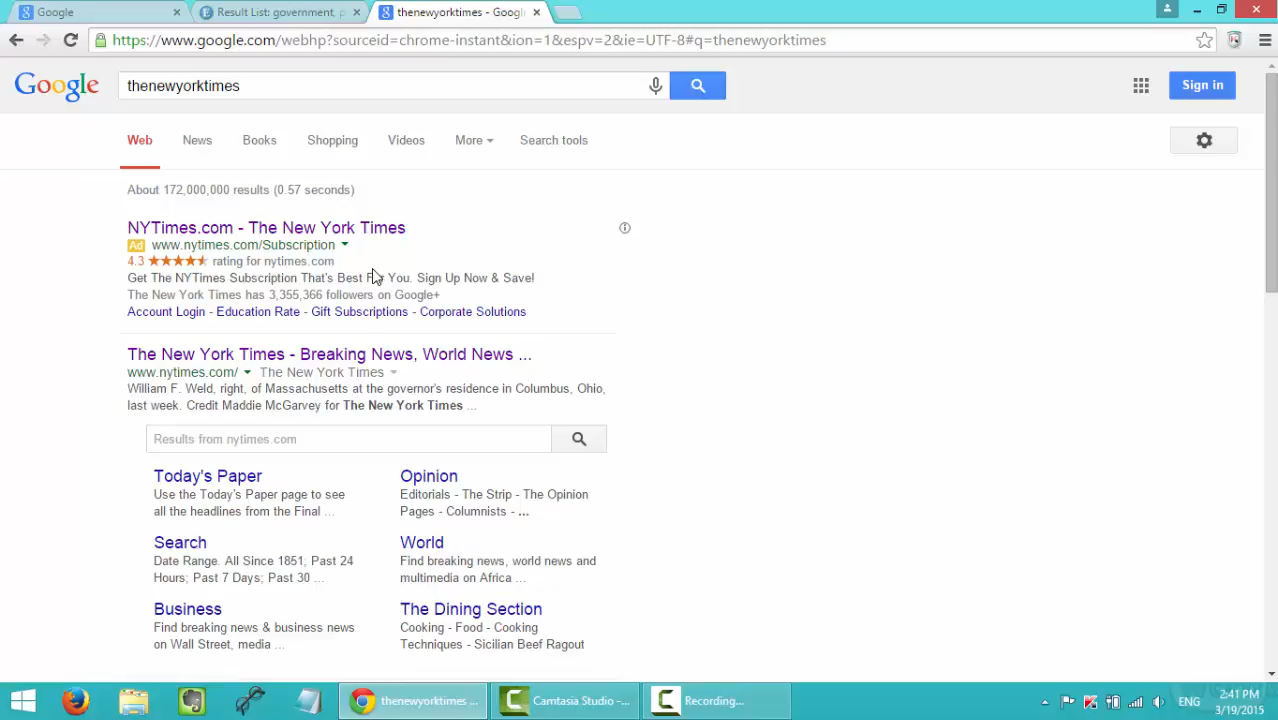 Google
Result List: government, p
thenewyorktimes - Googl
https://www.google.com/webhp?sourceid=chrome-instant&ion=1&espv=2&ie=UTF-8#q=thenewyorktimes
Google
thenewyorktimes
Sign in
Web News Books Shopping Videos More Search tools
About 172,000,000 results (0.57 seconds)
NYTimes.com - The New York Times
Ad www.nytimes.com/Subscription
4.3 rating for nytimes.com
Get The NYTimes Subscription That's Best For You. Sign Up Now & Save!
The New York Times has 3,355,366 followers on Google+
Account Login - Education Rate - Gift Subscriptions - Corporate Solutions
The New York Times - Breaking News, World News ...
www.nytimes.com/ The New York Times
William F. Weld, right, of Massachusetts at the governor's residence in Columbus, Ohio,
last week. Credit Maddie McGarvey for The New York Times ...
Results from nytimes.com
Today's Paper
Use the Today's Paper page to see
all the headlines from the Final ...
Opinion
Editorials - The Strip - The Opinion
Pages - Columnists - ...
Search
Date Range. All Since 1851; Past 24
Hours; Past 7 Days; Past 30 ...
World
Find breaking news, world news and
multimedia on Africa ...
Business
Find breaking news & business news
on Wall Street, media ...
The Dining Section
Cooking - Food - Cooking
Techniques - Sicilian Beef Ragout
thenewyorktimes ...
Camtasia Studio -...
Recording...
ENG
2:41 PM
3/19/2015